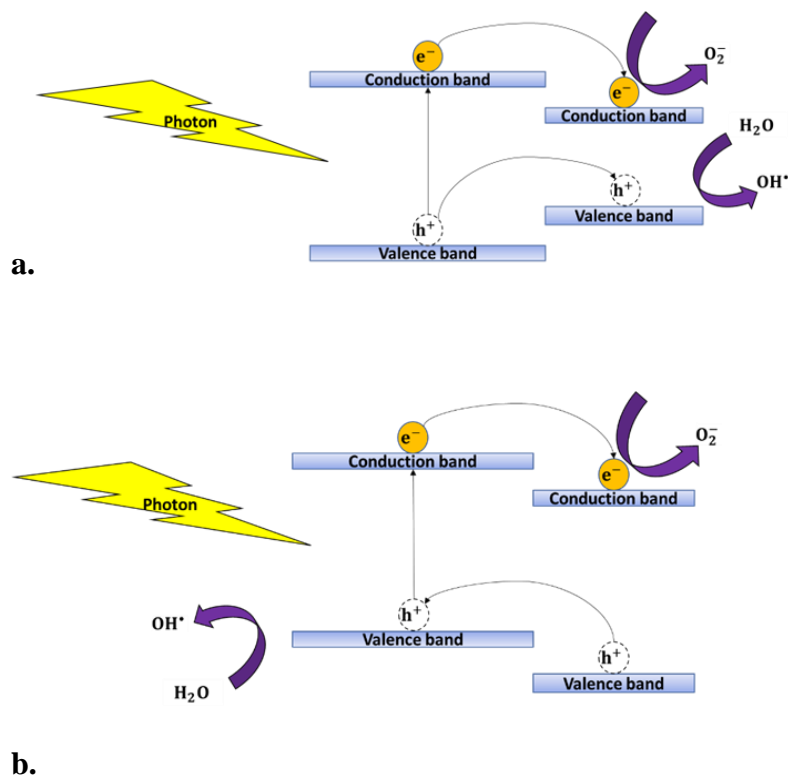 e⁻
O₂⁻
Conduction band
e⁻
Photon
Conduction band
H₂O
h⁺
OH•
Valence band
h⁺
Valence band
a.
e⁻
O₂⁻
Conduction band
e⁻
Conduction band
Photon
h⁺
OH•
Valence band
h⁺
Valence band
H₂O
b.